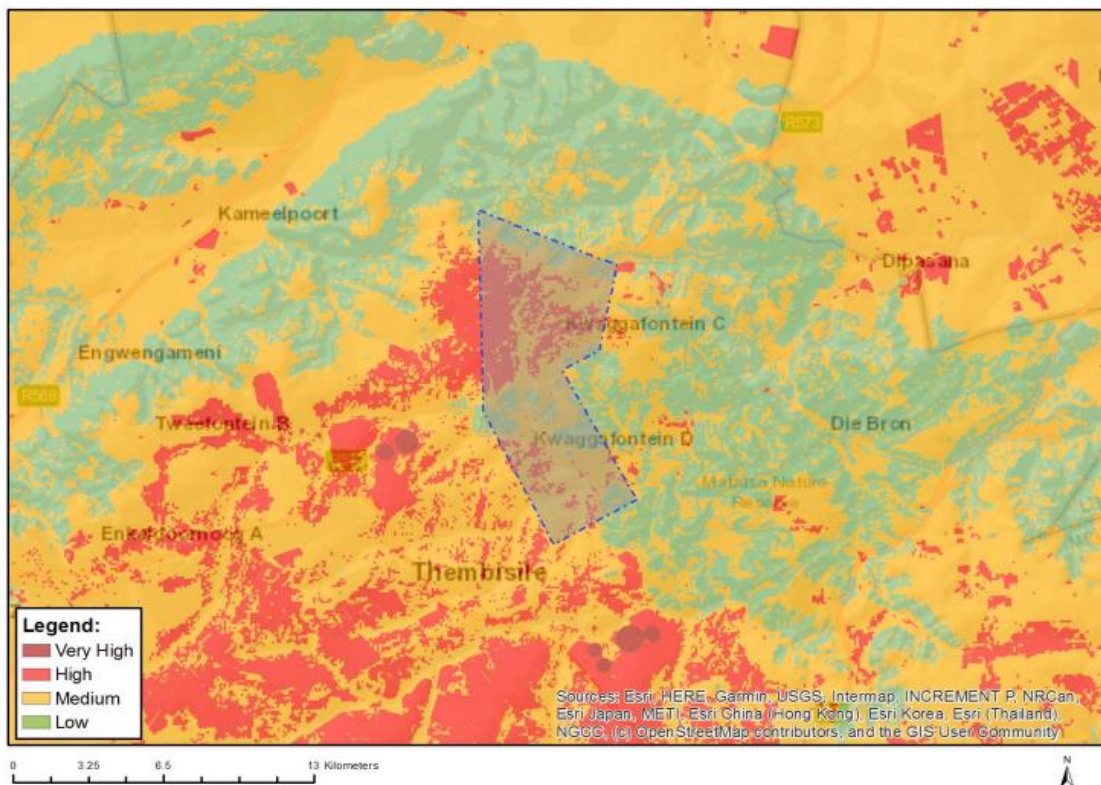 R573
Kameelpoort
Dipasana
Kwaggafontein C
Engwengameni
R568
Tweefontein B
Kwaggafontein D
Die Bron
Mabusa Nature
Reserve
Enkeldoornoog A
Thembisile
Legend:
Very High
High
Medium
Low
Sources: Esri, HERE, Garmin, USGS, Intermap, INCREMENT P, NRCan,
Esri Japan, METI, Esri China (Hong Kong), Esri Korea, Esri (Thailand),
NGCC, (c) OpenStreetMap contributors, and the GIS User Community
0 3.25 6.5 13 Kilometers
N